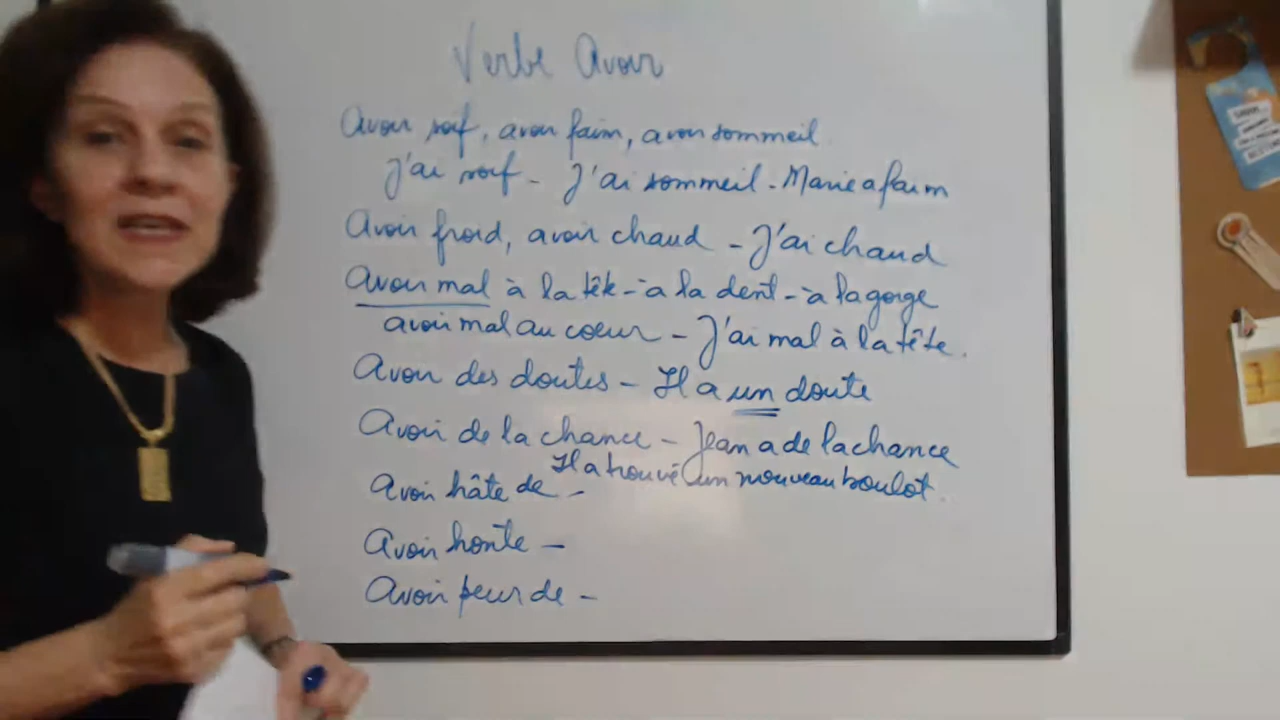 Verbe Avoir
Avoir soif, avoir faim, avoir sommeil
J'ai soif - J'ai sommeil - Marie a faim
Avoir froid, avoir chaud - J'ai chaud
avoir mal à la tête - à la dent - à la gorge
avoir mal au coeur - J'ai mal à la tête.
Avoir des doutes - Il a un doute
Avoir de la chance - Jean a de la chance
Il a trouvé un nouveau boulot.
Avoir hâte de -
Avoir honte -
Avoir peur de -